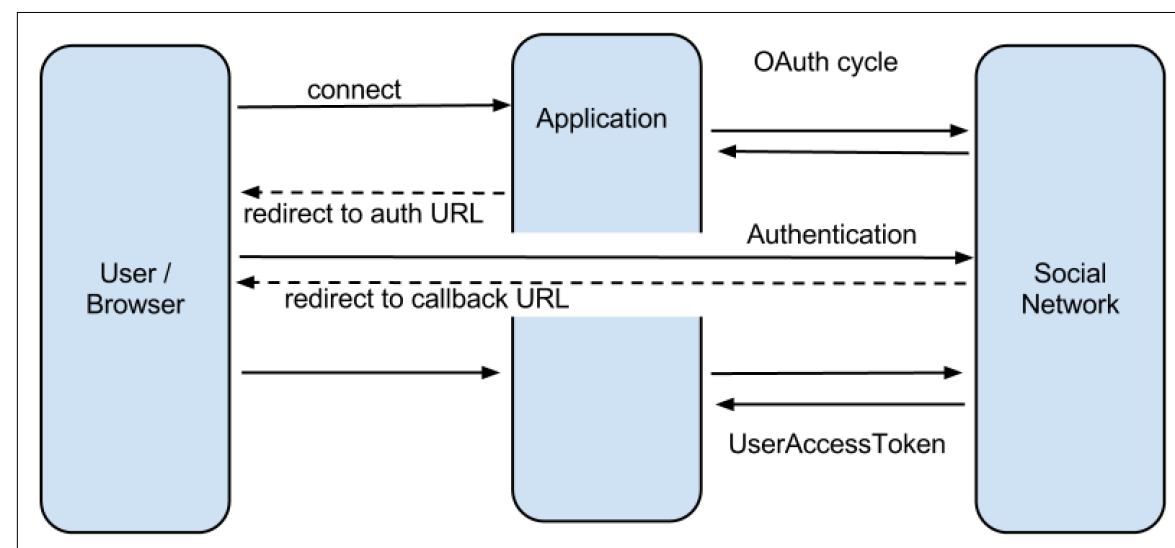 OAuth cycle
connect
Application
redirect to auth URL
Authentication
User /
Browser
Social
Network
redirect to callback URL
UserAccessToken